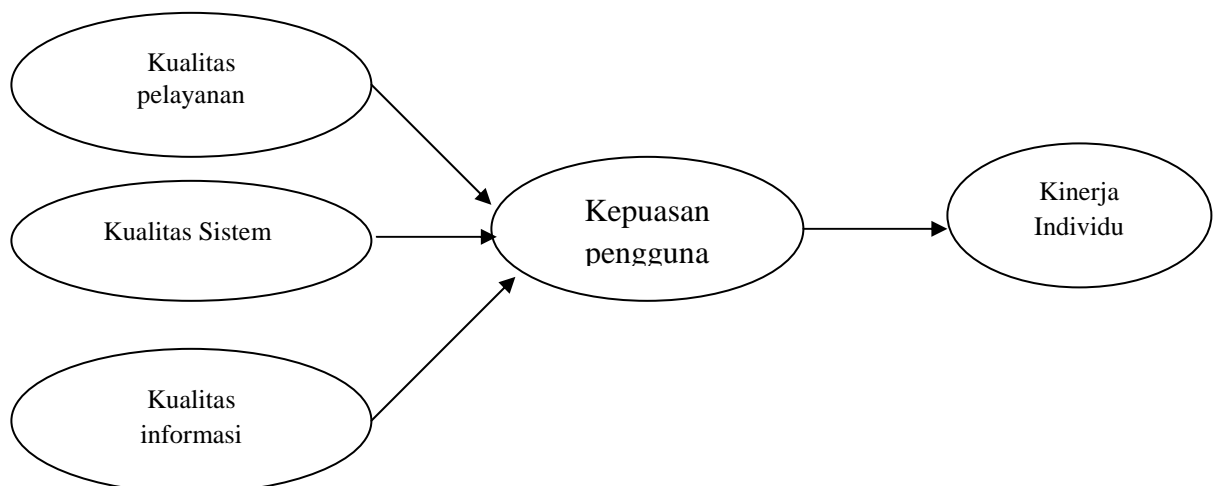 Kualitas
pelayanan
Kualitas Sistem
Kualitas
informasi
Kepuasan
pengguna
Kinerja
Individu